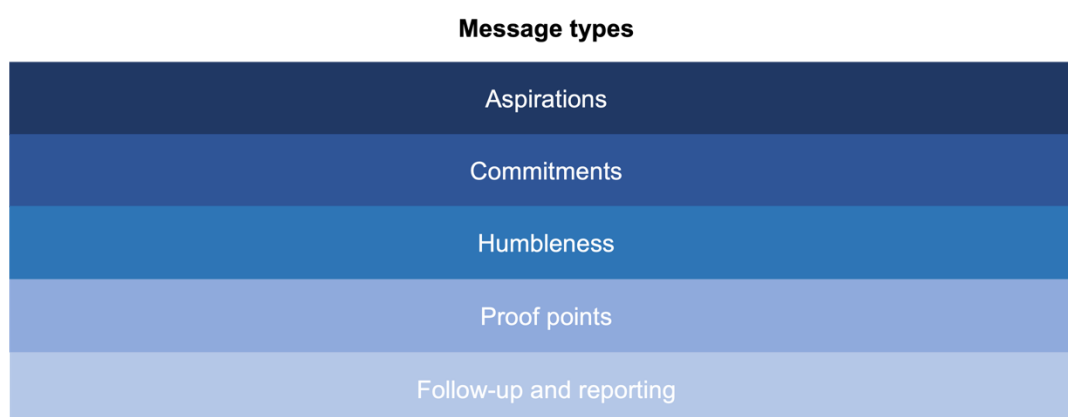 Message types
Aspirations
Commitments
Humbleness
Proof points
Follow-up and reporting